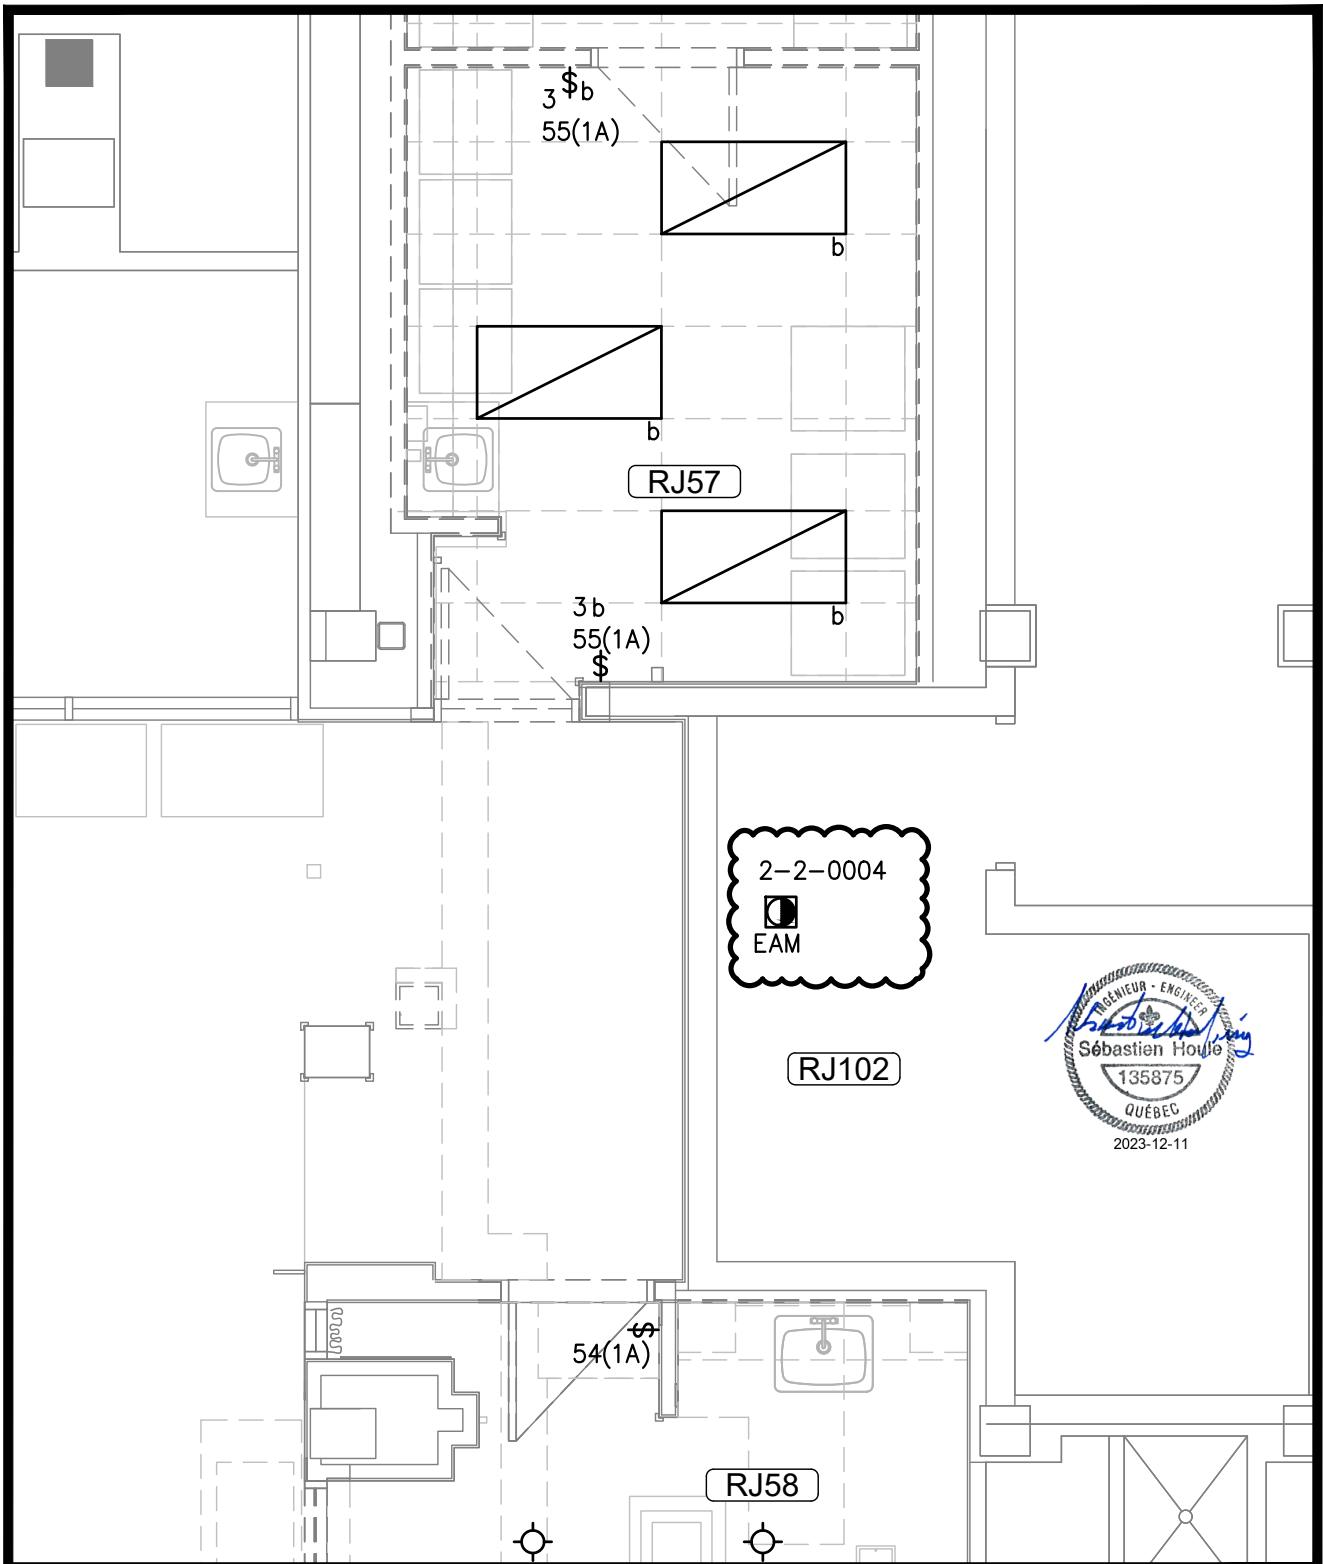 3 $ b
55(1A)
b
b
RJ57
b
3 b
55(1A)
$
2-2-0004
EAM
INGÉNIEUR - ENGINEER
Sébastien Houle
135875
QUÉBEC
2023-12-11
RJ102
$
54(1A)
RJ58